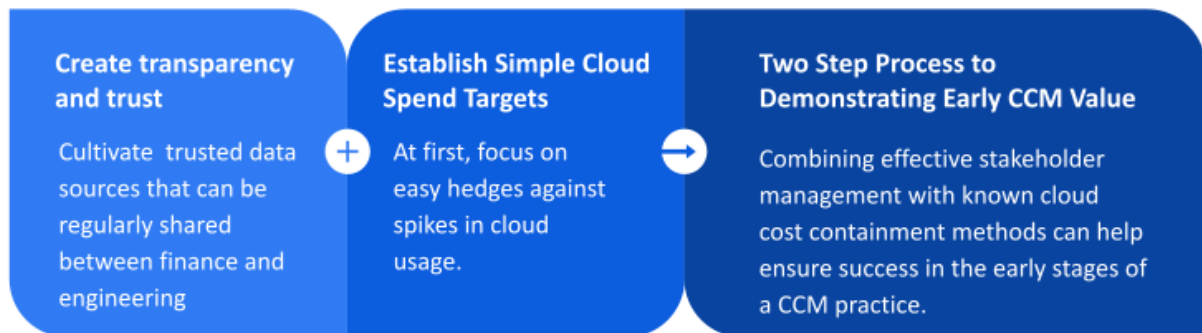 Create transparency
and trust
Cultivate trusted data
sources that can be
regularly shared
between finance and
engineering
+
Establish Simple Cloud
Spend Targets
At first, focus on
easy hedges against
spikes in cloud
usage.
→
Two Step Process to
Demonstrating Early CCM Value
Combining effective stakeholder
management with known cloud
cost containment methods can help
ensure success in the early stages of
a CCM practice.